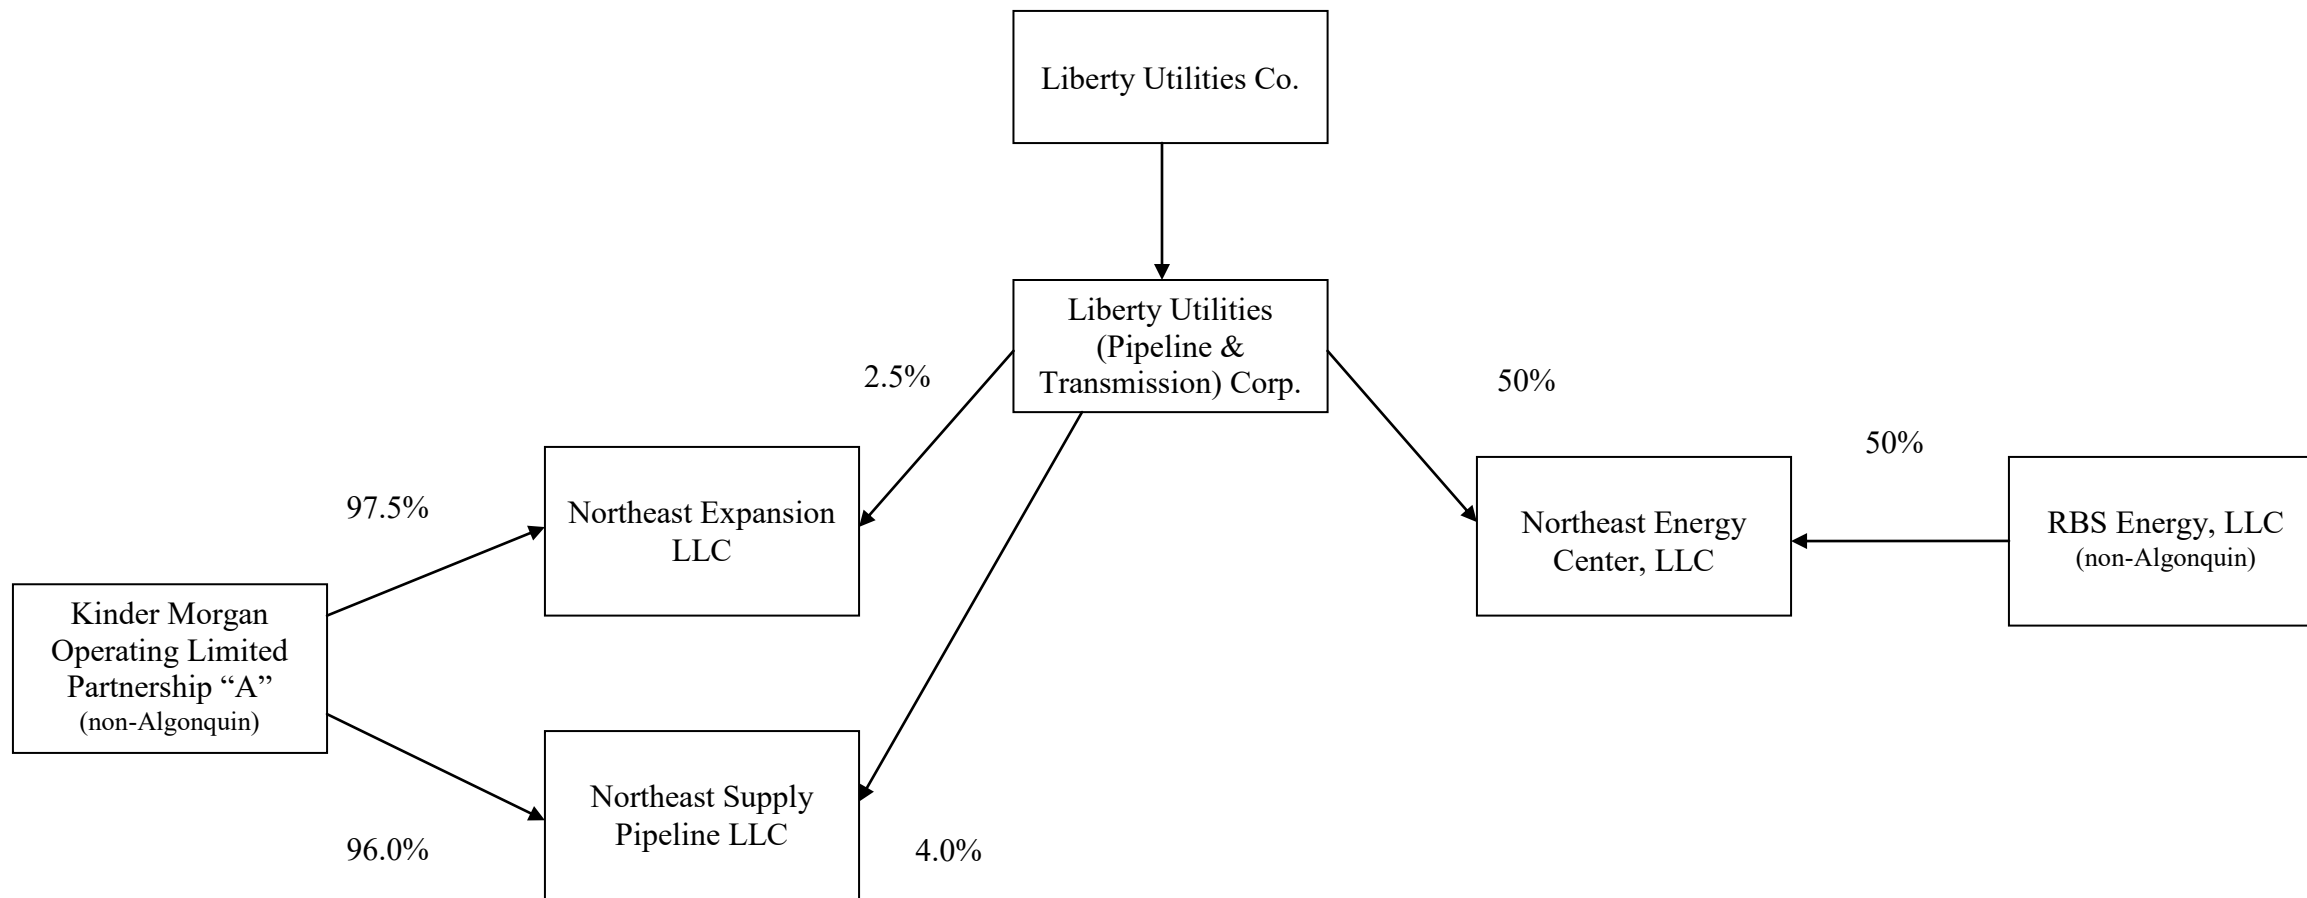 Liberty Utilities Co.
Liberty Utilities
(Pipeline &
Transmission) Corp.
2.5%
50%
50%
97.5%
Northeast Expansion
LLC
Northeast Energy
Center, LLC
RBS Energy, LLC
(non-Algonquin)
Kinder Morgan
Operating Limited
Partnership “A”
(non-Algonquin)
Northeast Supply
Pipeline LLC
96.0%
4.0%